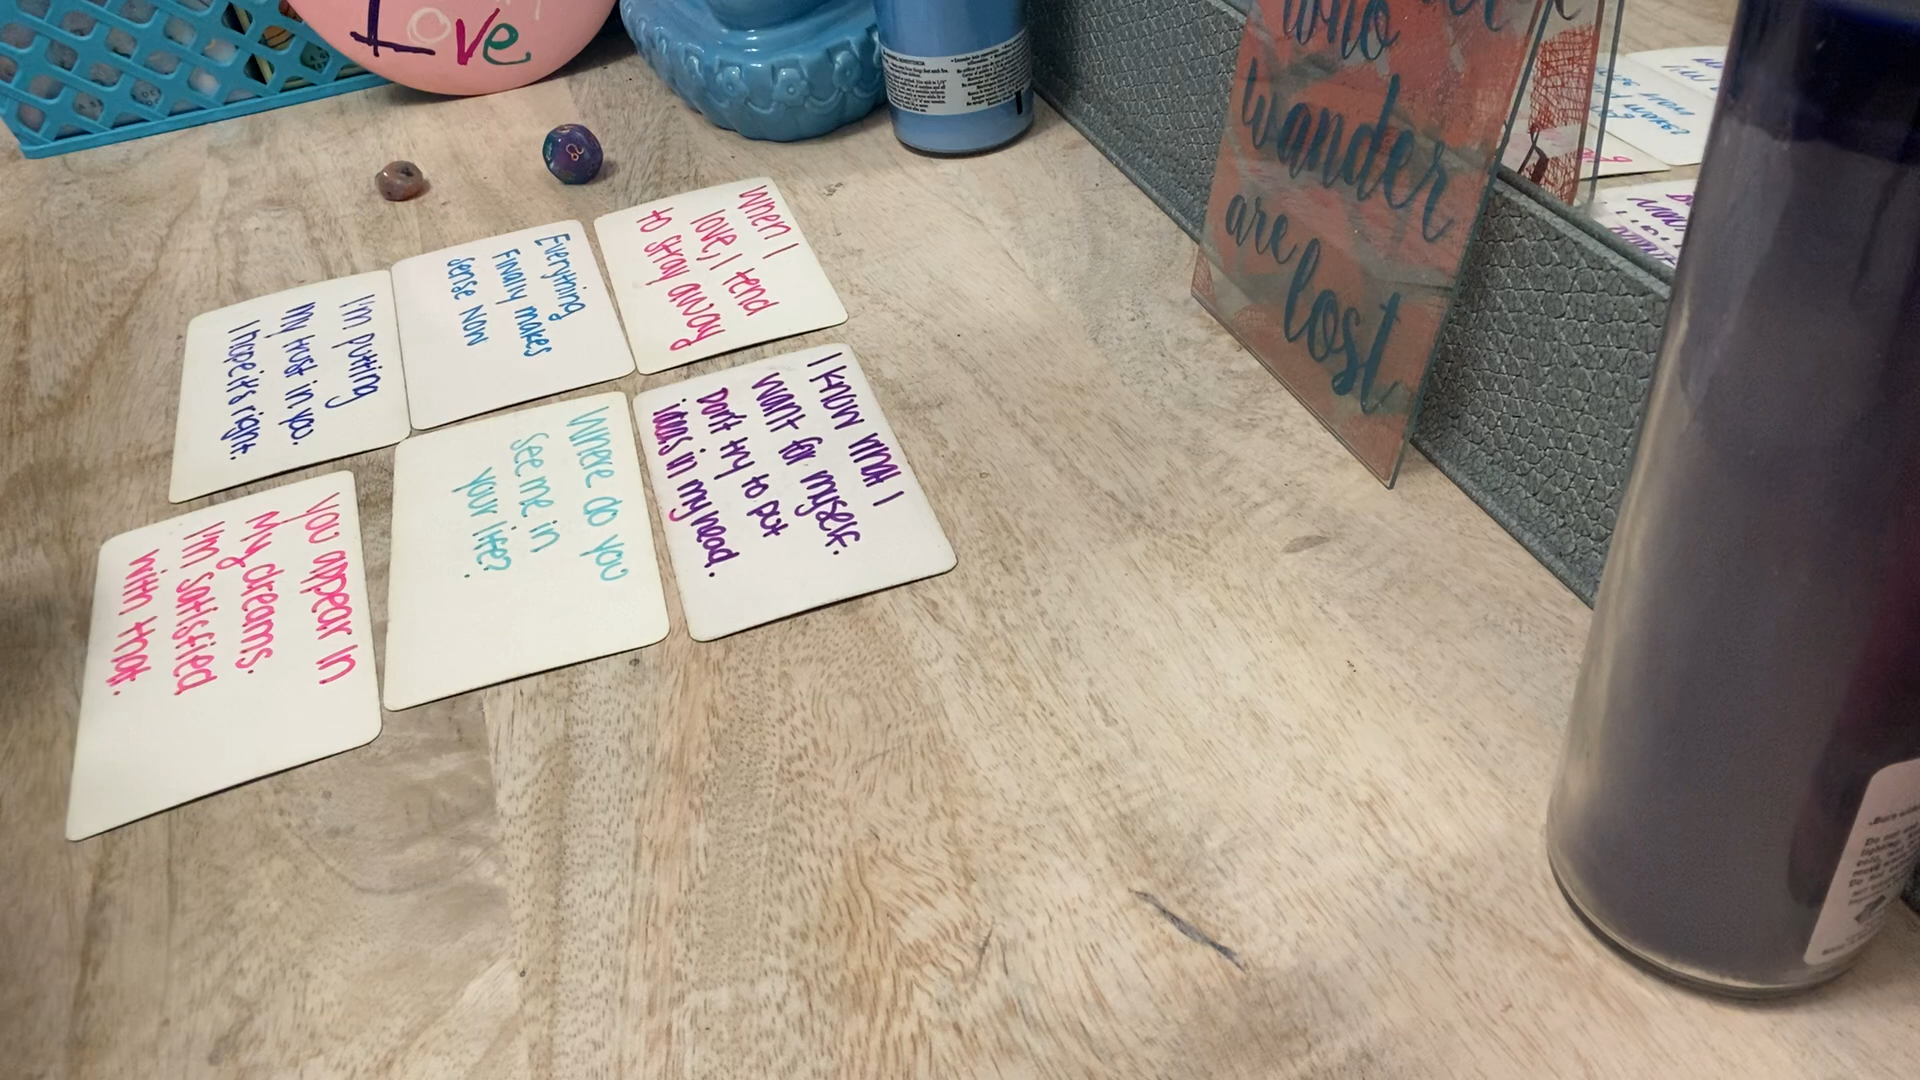 Love
When I
love, I tend
to stray away
Everything
Finally makes
sense now
I'm putting
my trust in you.
I hope it's right.
I know what I
want for myself.
Don't try to put
ideas in my head.
Where do you
see me in
your life?
You appear in
My dreams.
I'm satisfied
with that.
who
wander
are lost